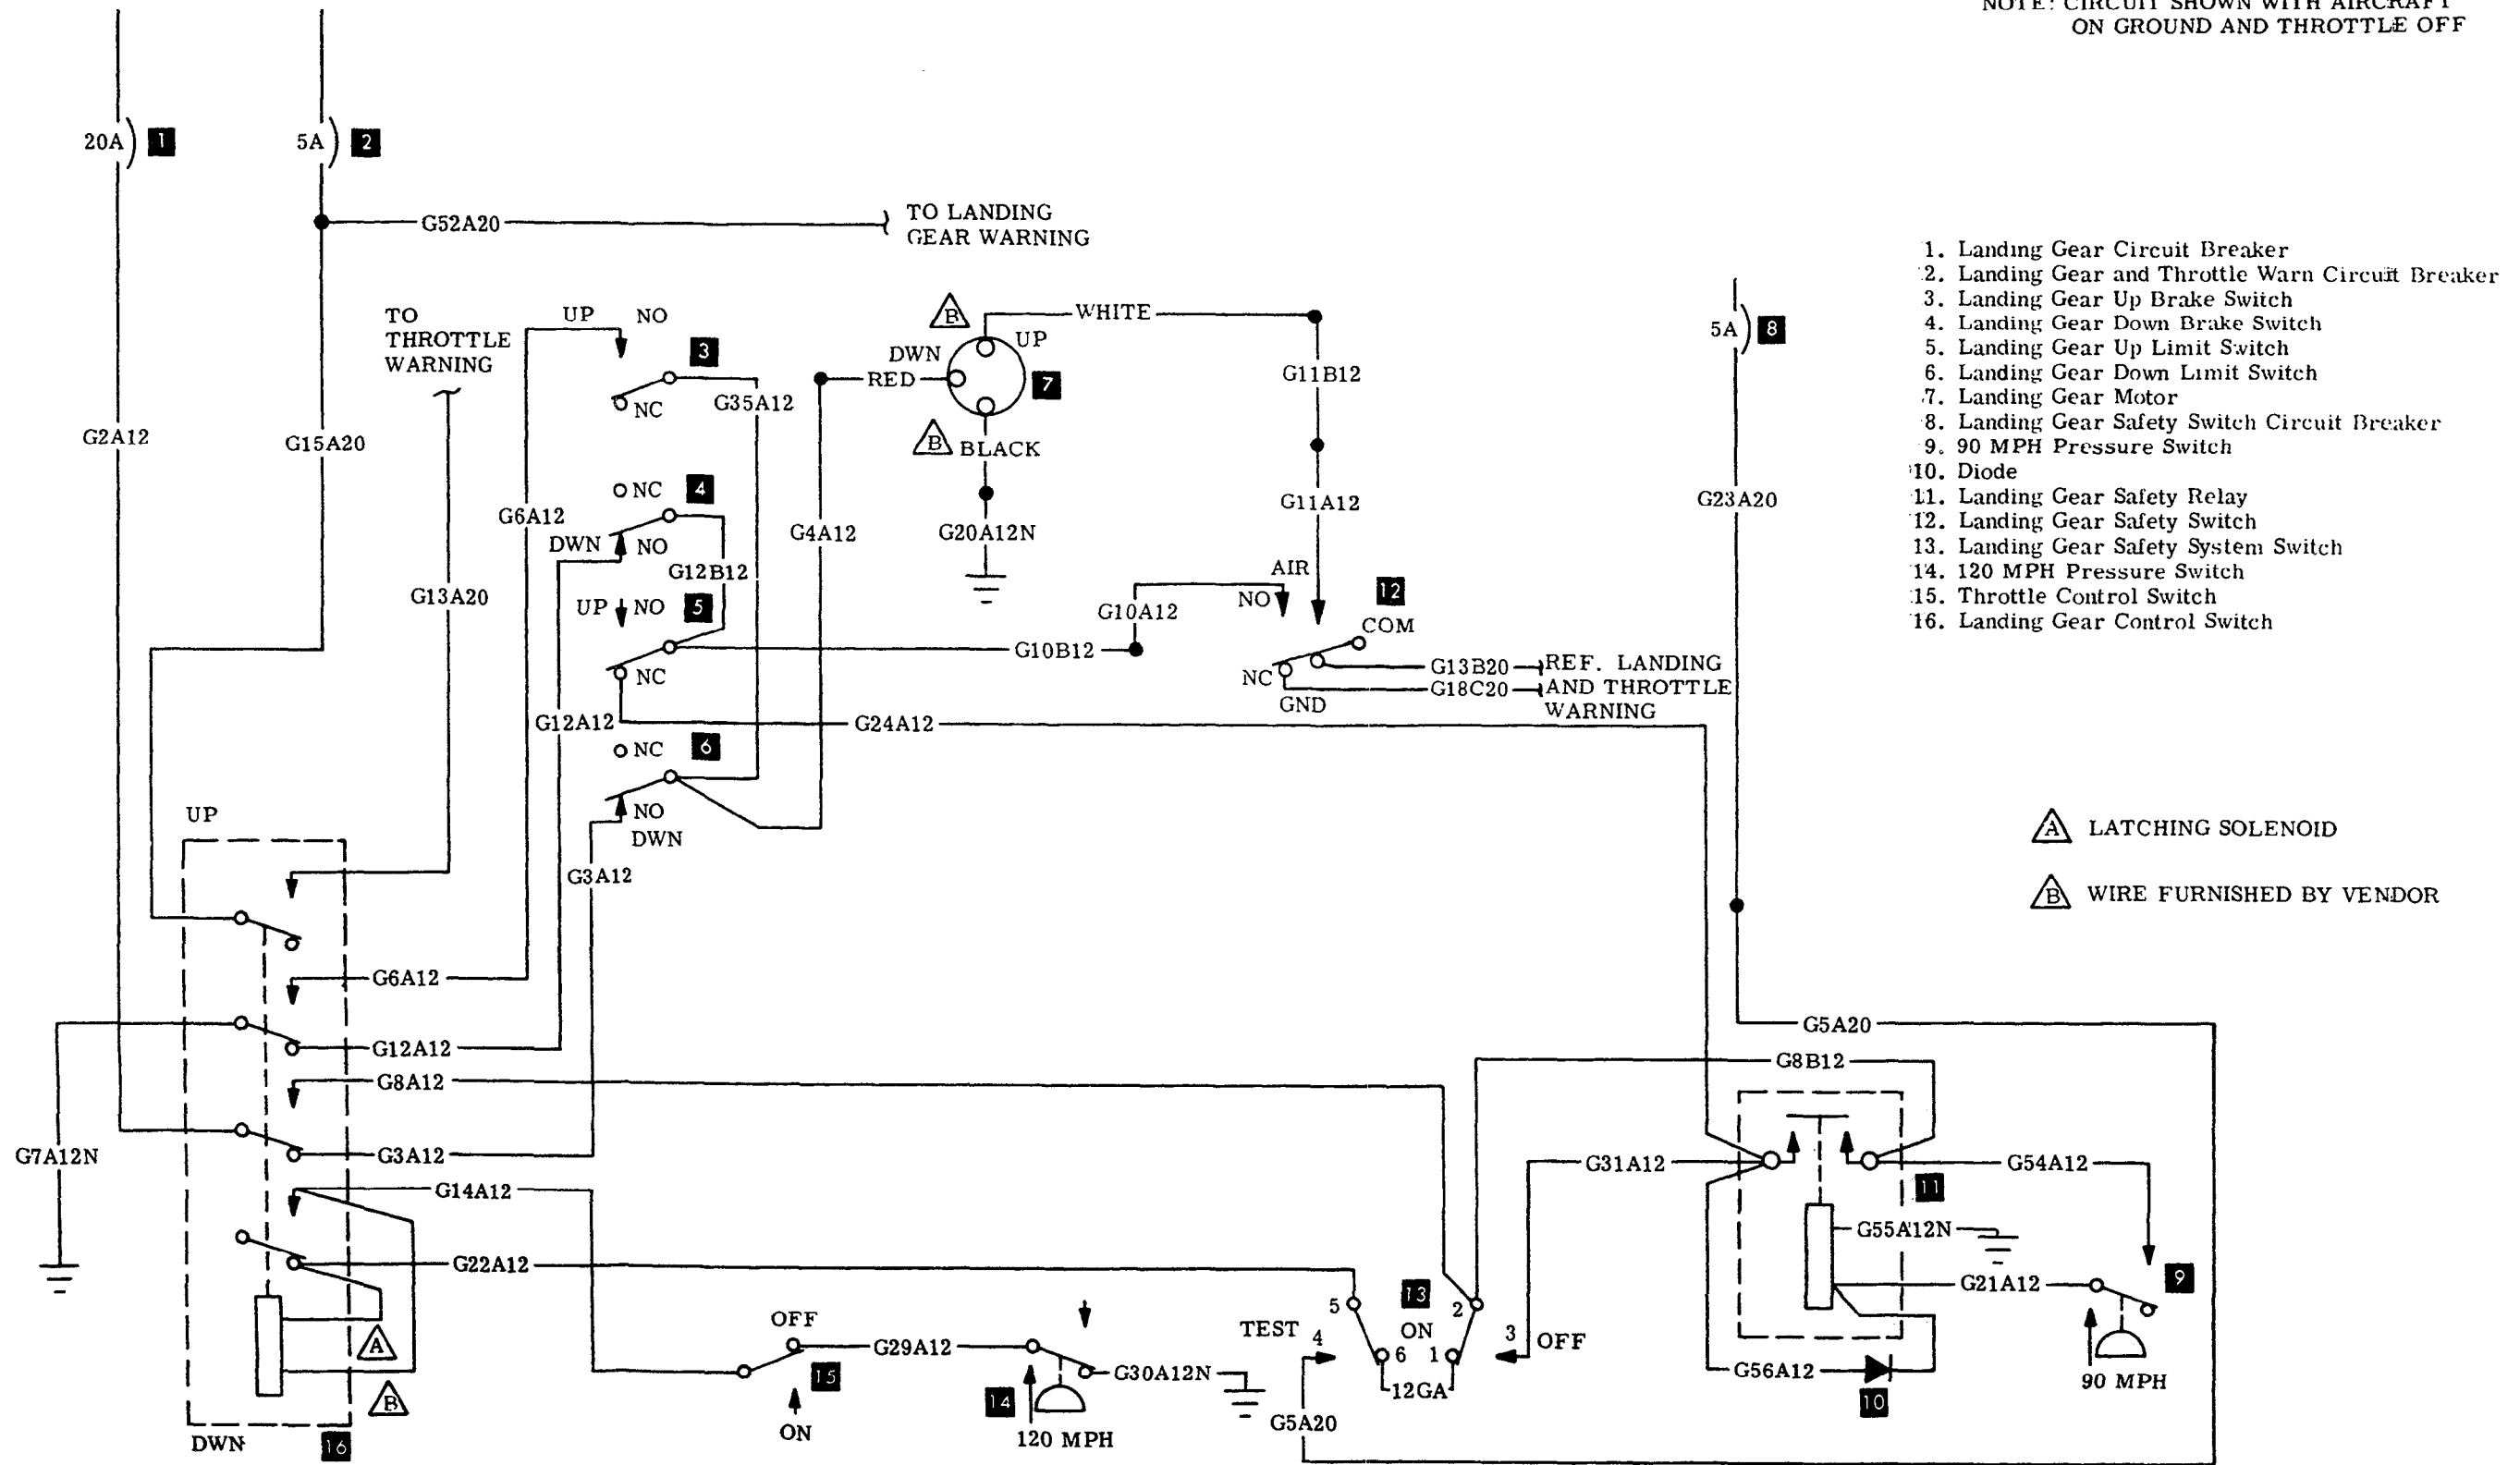 NOTE: CIRCUIT SHOWN WITH AIRCRAFT
ON GROUND AND THROTTLE OFF
20A
1
5A
2
G52A20
TO LANDING
GEAR WARNING
1. Landing Gear Circuit Breaker
2. Landing Gear and Throttle Warn Circuit Breaker
3. Landing Gear Up Brake Switch
4. Landing Gear Down Brake Switch
5. Landing Gear Up Limit Switch
6. Landing Gear Down Limit Switch
7. Landing Gear Motor
8. Landing Gear Safety Switch Circuit Breaker
9. 90 MPH Pressure Switch
10. Diode
11. Landing Gear Safety Relay
12. Landing Gear Safety Switch
13. Landing Gear Safety System Switch
14. 120 MPH Pressure Switch
15. Throttle Control Switch
16. Landing Gear Control Switch
TO
THROTTLE
WARNING
UP NO
3
NC
G35A12
B
WHITE
UP
DWN
RED
7
B
BLACK
G11B12
5A
8
G2A12
G15A20
NC
4
G6A12
DWN
NO
G12B12
G4A12
G20A12N
G11A12
G23A20
G13A20
UP NO
5
NC
G10B12
G10A12
AIR
NO
12
COM
NC
GND
G13B20
G18C20
REF. LANDING
AND THROTTLE
WARNING
G12A12
G24A12
NC
6
NO
DWN
G3A12
A LATCHING SOLENOID
B WIRE FURNISHED BY VENDOR
UP
G6A12
G12A12
G8A12
G7A12N
G3A12
G14A12
G22A12
A
B
DWN
16
OFF
15
ON
G29A12
14
120 MPH
G30A12N
TEST
4
G5A20
5
13
ON
2
6
1
12GA
3
OFF
G5A20
G8B12
G31A12
11
G54A12
G55A12N
G21A12
9
G56A12
10
90 MPH